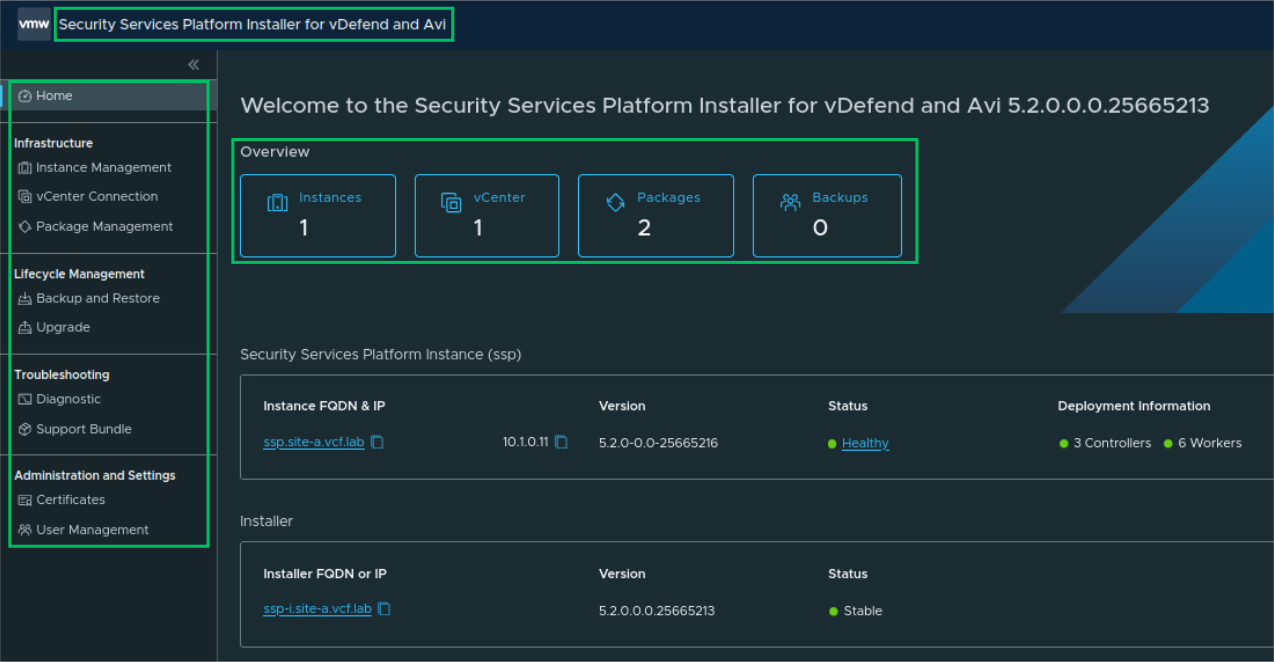 vmw Security Services Platform Installer for vDefend and Avi
Home
Infrastructure
Instance Management
vCenter Connection
Package Management
Lifecycle Management
Backup and Restore
Upgrade
Troubleshooting
Diagnostic
Support Bundle
Administration and Settings
Certificates
User Management
Welcome to the Security Services Platform Installer for vDefend and Avi 5.2.0.0.0.25665213
Overview
Instances
1
vCenter
1
Packages
2
Backups
0
Security Services Platform Instance (ssp)
Instance FQDN & IP Version Status Deployment Information
ssp.site-a.vcf.lab 10.1.0.11 5.2.0-0.0-25665216 Healthy 3 Controllers 6 Workers
Installer
Installer FQDN or IP Version Status
ssp-i.site-a.vcf.lab 5.2.0.0.0.25665213 Stable